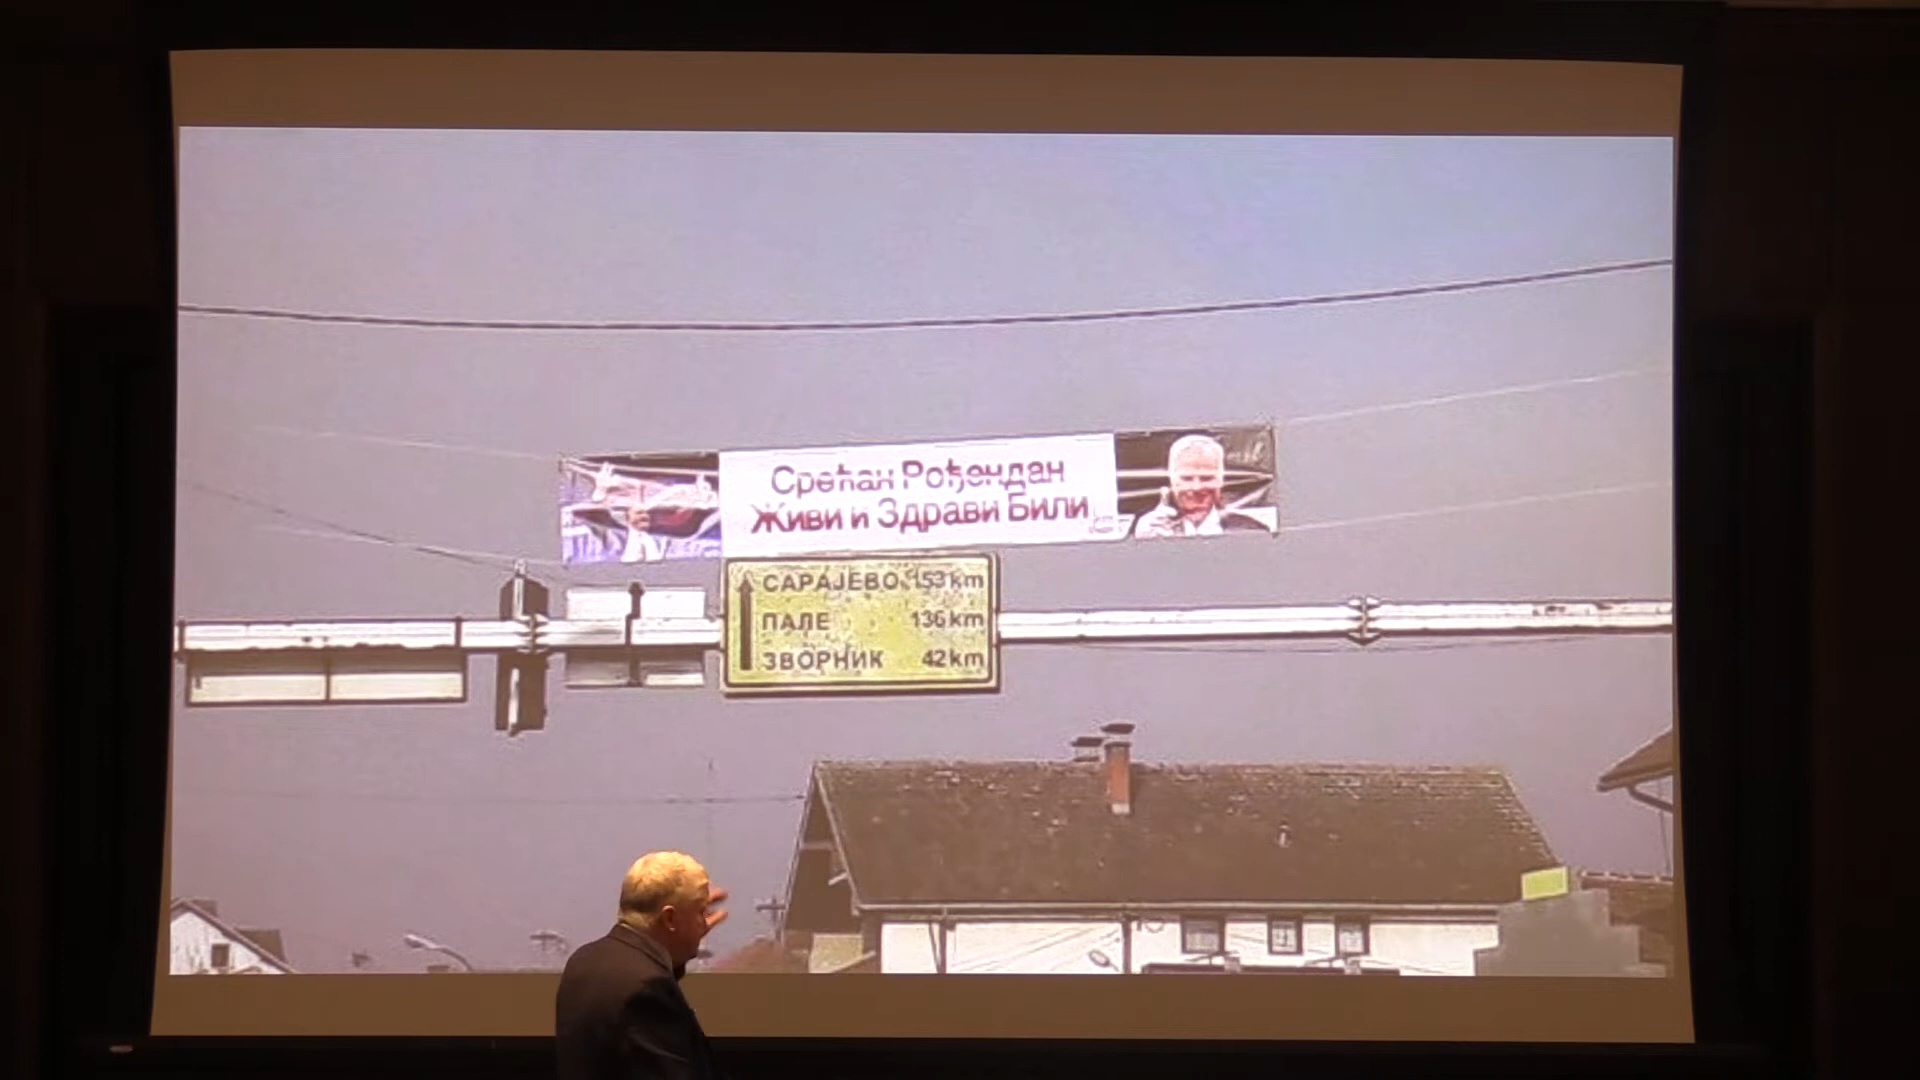 Срећан Рођендан
Живи и Здрави Били
САРАЈЕВО 153 km
ПАЛЕ 136 km
ЗВОРНИК 42 km